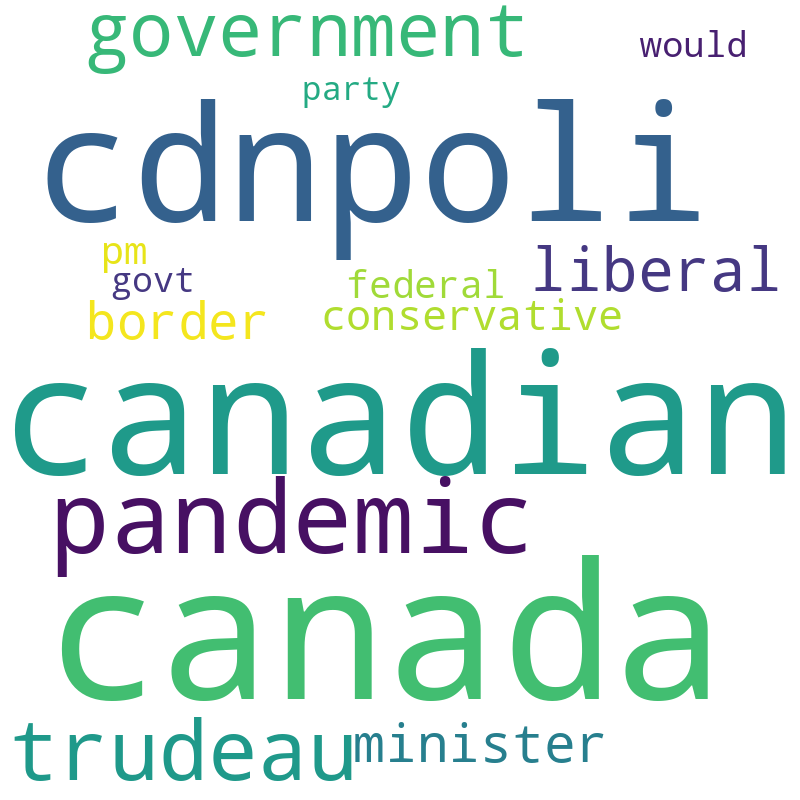 government
would
party
cdnpoli
pm
liberal
govt
federal
border
conservative
canadian
pandemic
canada
trudeau
minister